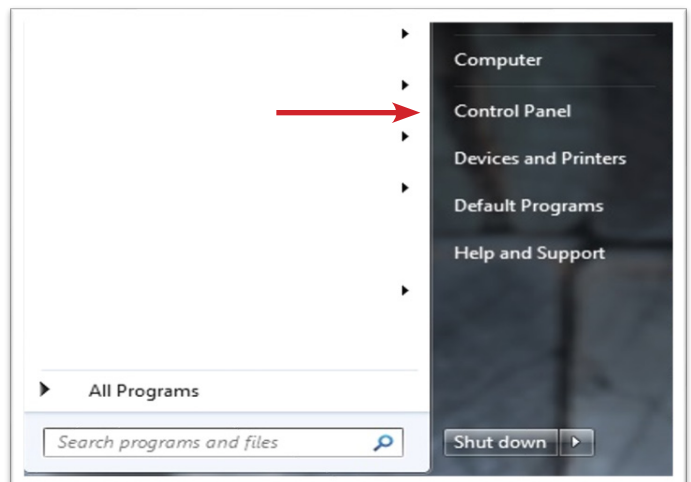 Computer
Control Panel
Devices and Printers
Default Programs
Help and Support
All Programs
Search programs and files
Shut down